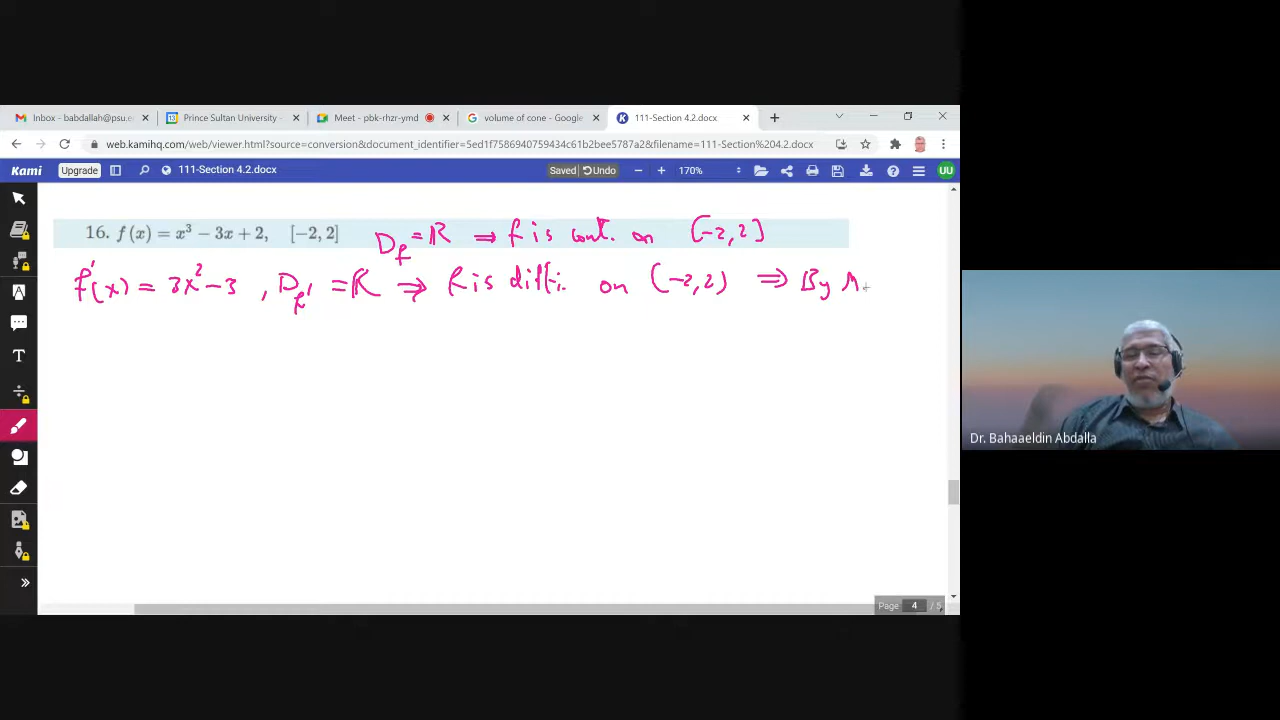 Inbox - babdallah@psu.e
Prince Sultan University -
Meet - pbk-rhzr-ymd
volume of cone - Google
111-Section 4.2.docx
web.kamihq.com/web/viewer.html?source=conversion&document_identifier=5ed1f7586940759434c61b2bee5787a2&filename=111-Section%204.2.docx
Kami
Upgrade
111-Section 4.2.docx
Saved Undo
170%
UU
16. f(x) = x³ − 3x + 2, [−2, 2] D_f = ℝ ⇒ f is cont. on [−2, 2]
f'(x) = 3x² − 3, D_f' = ℝ ⇒ f is diff. on (−2, 2) ⇒ By M
Dr. Bahaaeldin Abdalla
Page 4 / 5